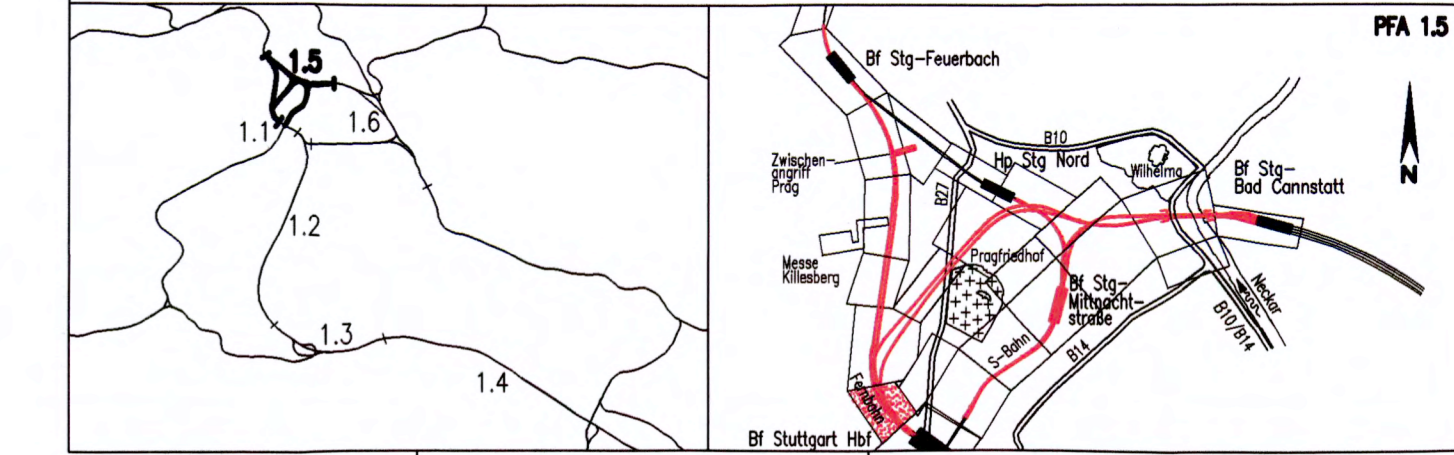 1.5
1.1
1.6
1.2
1.3
1.4
PFA 1.5
Bf Stg-Feuerbach
N
Zwischen-
angriff
Prag
B10
Hp Stg Nord
Wilhelma
Bf Stg-
Bad Cannstatt
B27
Messe
Killesberg
Pragfriedhof
Bf Stg-
Mittnacht-
straße
Neckar
B10/B14
S-Bahn
B14
Fernbahn
Bf Stuttgart Hbf